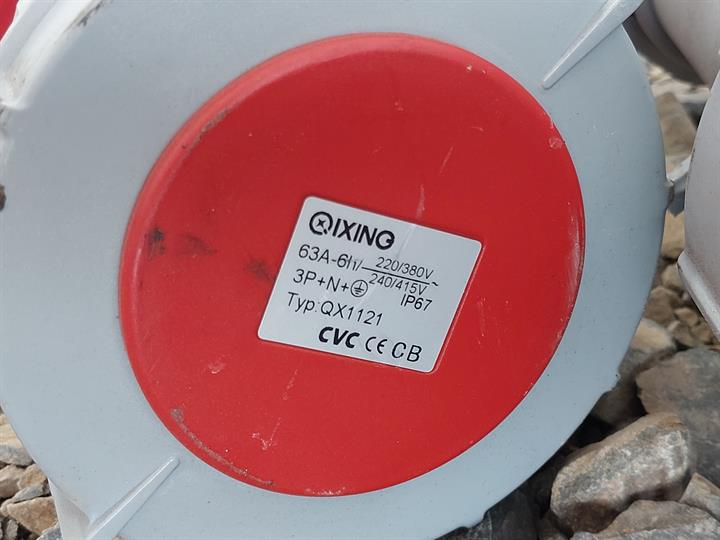 QIXING
63A-6h/ 220/380V~
240/415V
3P+N+⏚ IP67
Typ:QX1121
CVC CE CB